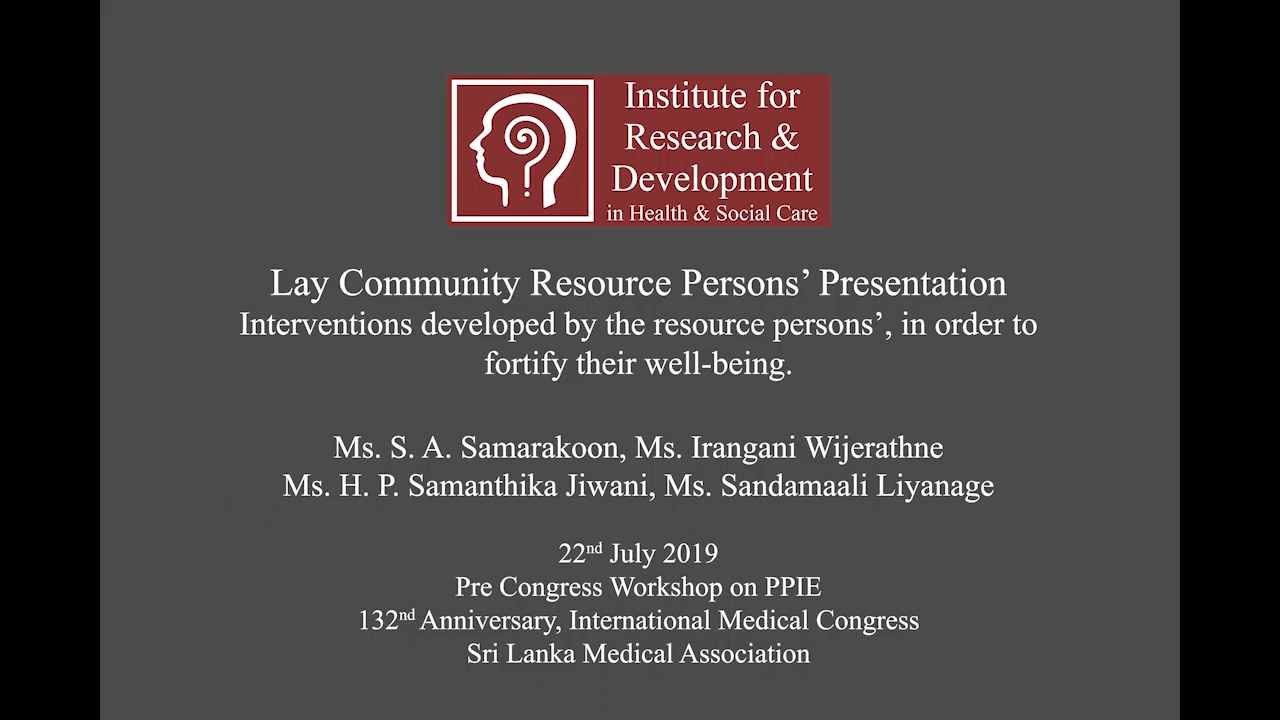 Institute for
Research &
Development
in Health & Social Care
Lay Community Resource Persons’ Presentation
Interventions developed by the resource persons’, in order to
fortify their well-being.
Ms. S. A. Samarakoon, Ms. Irangani Wijerathne
Ms. H. P. Samanthika Jiwani, Ms. Sandamaali Liyanage
22nd July 2019
Pre Congress Workshop on PPIE
132nd Anniversary, International Medical Congress
Sri Lanka Medical Association